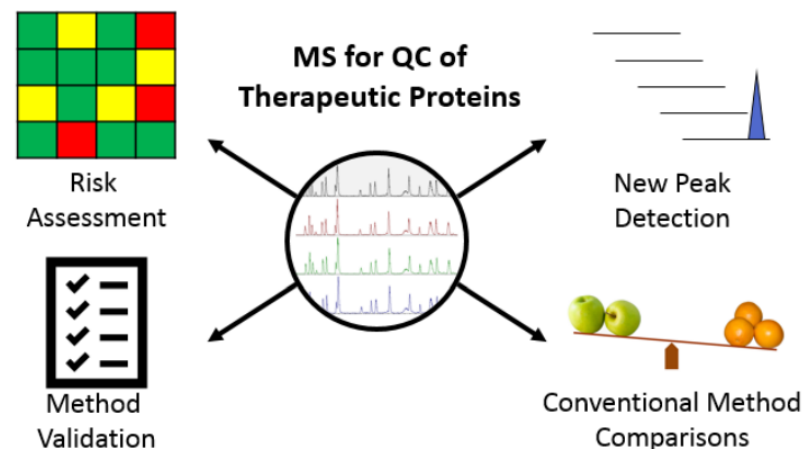 MS for QC of
Therapeutic Proteins
Risk
Assessment
New Peak
Detection
Method
Validation
Conventional Method
Comparisons